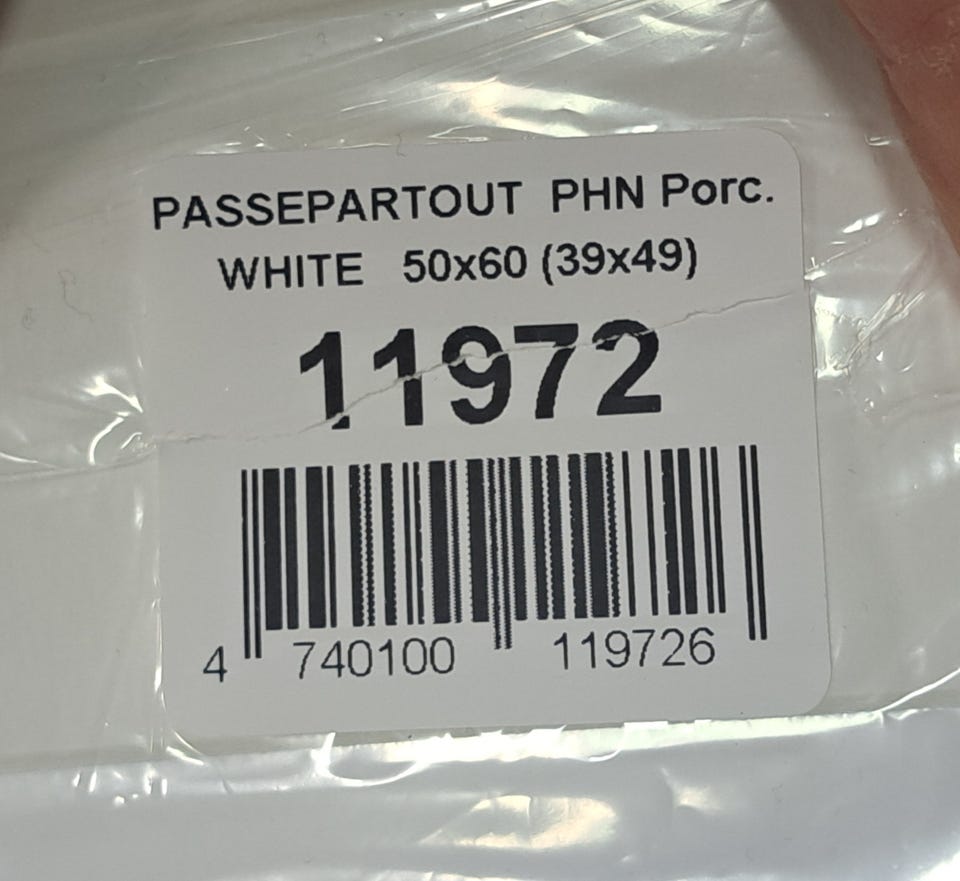 PASSEPARTOUT PHN Porc.
WHITE 50x60 (39x49)
11972
4 740100 119726